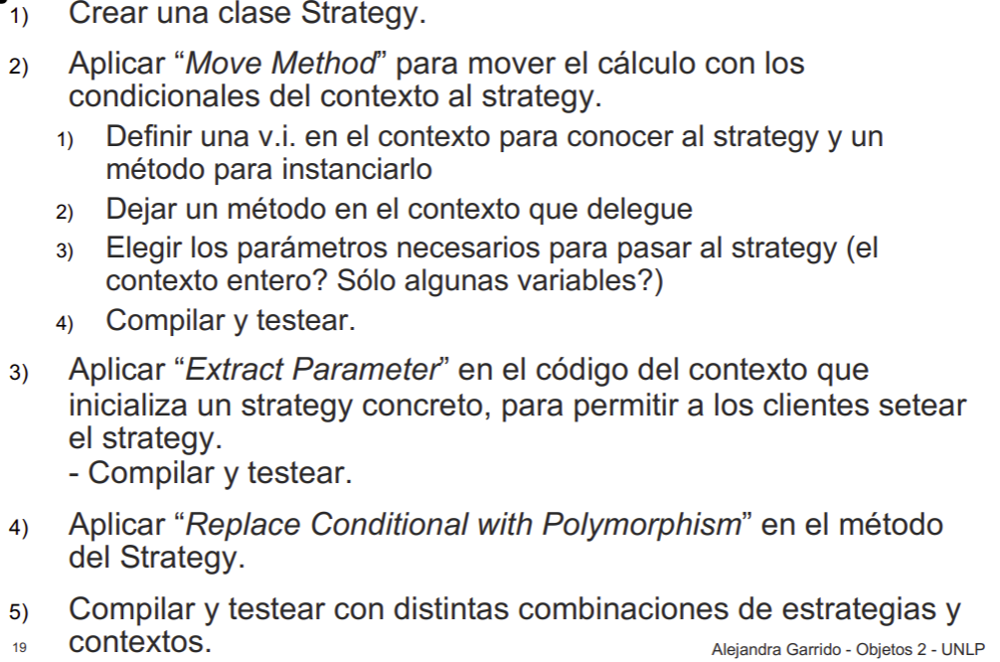 1) Crear una clase Strategy.
2) Aplicar “Move Method” para mover el cálculo con los
condicionales del contexto al strategy.
1) Definir una v.i. en el contexto para conocer al strategy y un
método para instanciarlo
2) Dejar un método en el contexto que delegue
3) Elegir los parámetros necesarios para pasar al strategy (el
contexto entero? Sólo algunas variables?)
4) Compilar y testear.
3) Aplicar “Extract Parameter” en el código del contexto que
inicializa un strategy concreto, para permitir a los clientes setear
el strategy.
- Compilar y testear.
4) Aplicar “Replace Conditional with Polymorphism” en el método
del Strategy.
5) Compilar y testear con distintas combinaciones de estrategias y
contextos.
19
Alejandra Garrido - Objetos 2 - UNLP